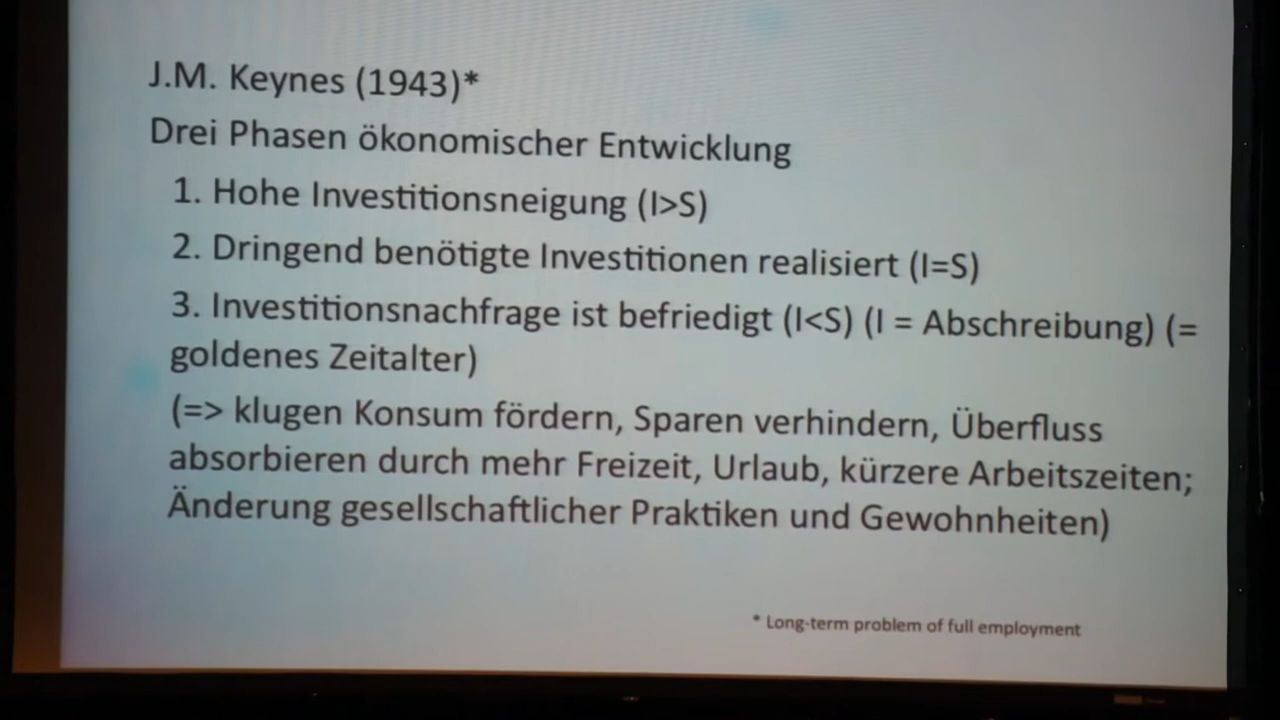 J.M. Keynes (1943)*
Drei Phasen ökonomischer Entwicklung
1. Hohe Investitionsneigung (I>S)
2. Dringend benötigte Investitionen realisiert (I=S)
3. Investitionsnachfrage ist befriedigt (I<S) (I = Abschreibung) (=
goldenes Zeitalter)
(=> klugen Konsum fördern, Sparen verhindern, Überfluss
absorbieren durch mehr Freizeit, Urlaub, kürzere Arbeitszeiten;
Änderung gesellschaftlicher Praktiken und Gewohnheiten)
* Long-term problem of full employment